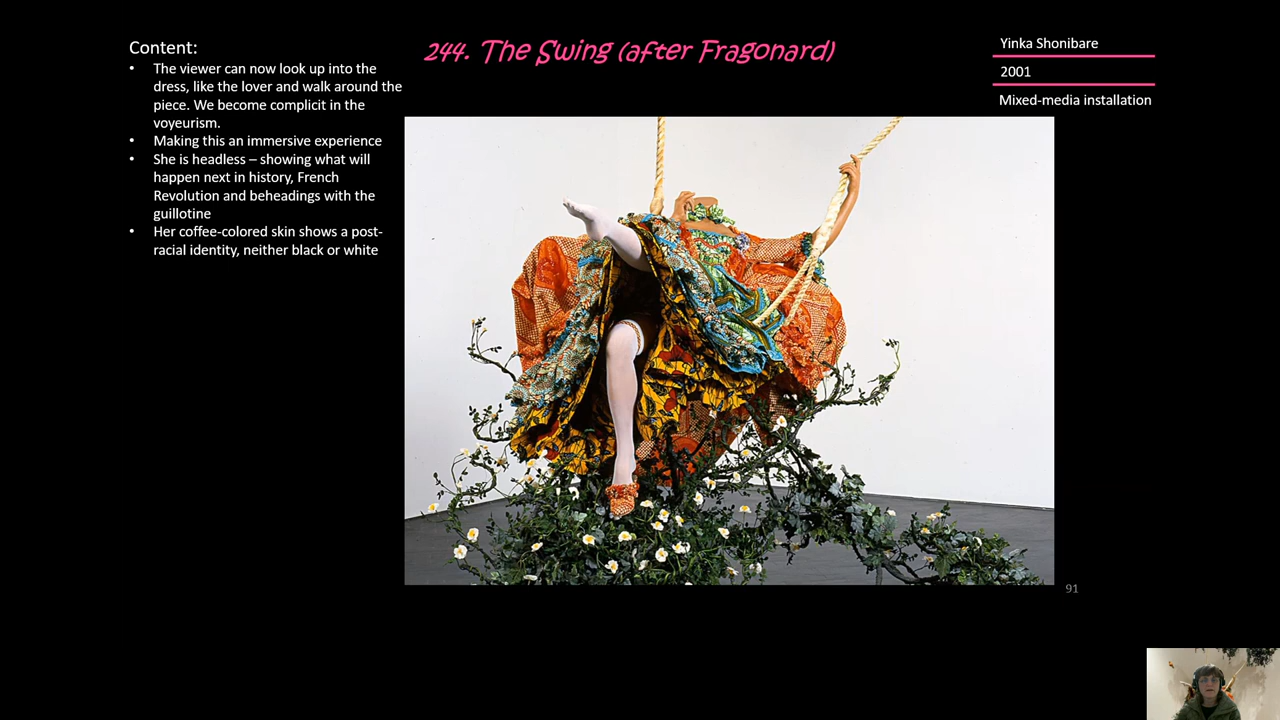 Content:
• The viewer can now look up into the
dress, like the lover and walk around the
piece. We become complicit in the
voyeurism.
• Making this an immersive experience
• She is headless – showing what will
happen next in history, French
Revolution and beheadings with the
guillotine
• Her coffee-colored skin shows a post-
racial identity, neither black or white
244. The Swing (after Fragonard)
Yinka Shonibare
2001
Mixed-media installation
91